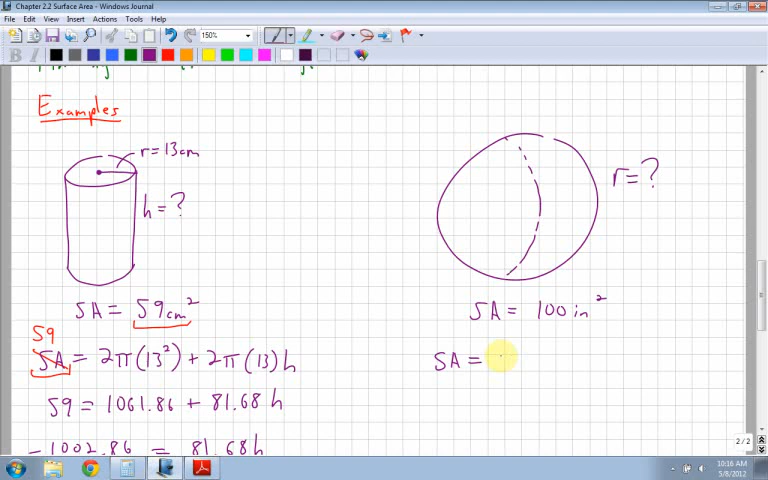 Chapter 2.2 Surface Area - Windows Journal
File Edit View Insert Actions Tools Help
150%
B I
Examples
r = 13cm
h = ?
SA = 59cm²
59
SA = 2π(13²) + 2π(13)h
59 = 1061.86 + 81.68h
-1002.86 = 81.68h
r = ?
SA = 100 in²
SA =
2 / 2
10:16 AM
5/8/2012